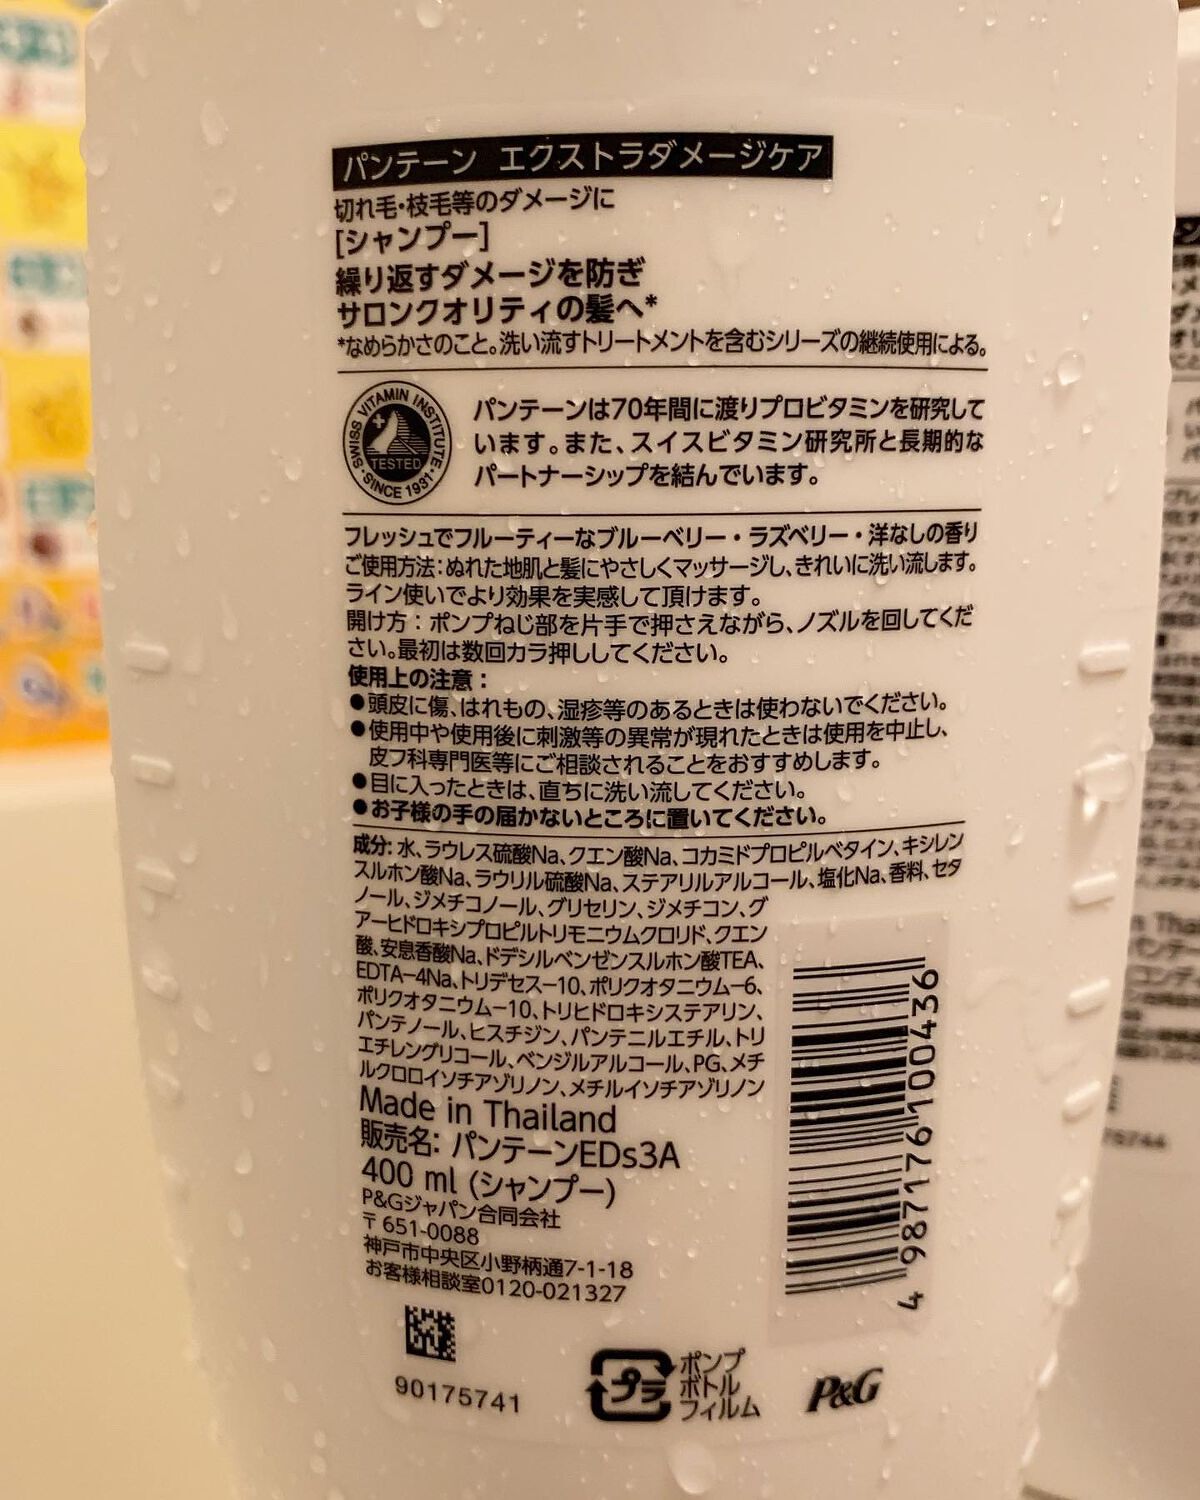 パンテーン エクストラダメージケア
切れ毛・枝毛等のダメージに
[シャンプー]
繰り返すダメージを防ぎ
サロンクオリティの髪へ*
*なめらかさのこと。洗い流すトリートメントを含むシリーズの継続使用による。
SWISS VITAMIN INSTITUTE
TESTED
SINCE 1931
パンテーンは70年間に渡りプロビタミンを研究して
います。また、スイスビタミン研究所と長期的な
パートナーシップを結んでいます。
フレッシュでフルーティーなブルーベリー・ラズベリー・洋なしの香り
ご使用方法:ぬれた地肌と髪にやさしくマッサージし、きれいに洗い流します。
ライン使いでより効果を実感して頂けます。
開け方:ポンプねじ部を片手で押さえながら、ノズルを回してくだ
さい。最初は数回カラ押ししてください。
使用上の注意:
●頭皮に傷、はれもの、湿疹等のあるときは使わないでください。
●使用中や使用後に刺激等の異常が現れたときは使用を中止し、
皮フ科専門医等にご相談されることをおすすめします。
●目に入ったときは、直ちに洗い流してください。
●お子様の手の届かないところに置いてください。
成分:水、ラウレス硫酸Na、クエン酸Na、コカミドプロピルベタイン、キシレン
スルホン酸Na、ラウリル硫酸Na、ステアリルアルコール、塩化Na、香料、セタ
ノール、ジメチコノール、グリセリン、ジメチコン、グ
アーヒドロキシプロピルトリモニウムクロリド、クエン
酸、安息香酸Na、ドデシルベンゼンスルホン酸TEA、
EDTA-4Na、トリデセス-10、ポリクオタニウム-6、
ポリクオタニウム-10、トリヒドロキシステアリン、
パンテノール、ヒスチジン、パンテニルエチル、トリ
エチレングリコール、ベンジルアルコール、PG、メチ
ルクロロイソチアゾリノン、メチルイソチアゾリノン
Made in Thailand
販売名: パンテーンEDs3A
400 ml (シャンプー)
P&Gジャパン合同会社
〒651-0088
神戸市中央区小野柄通7-1-18
お客様相談室0120-021327
4 987176 100436
90175741
プラ
ポンプ
ボトル
フィルム
P&G